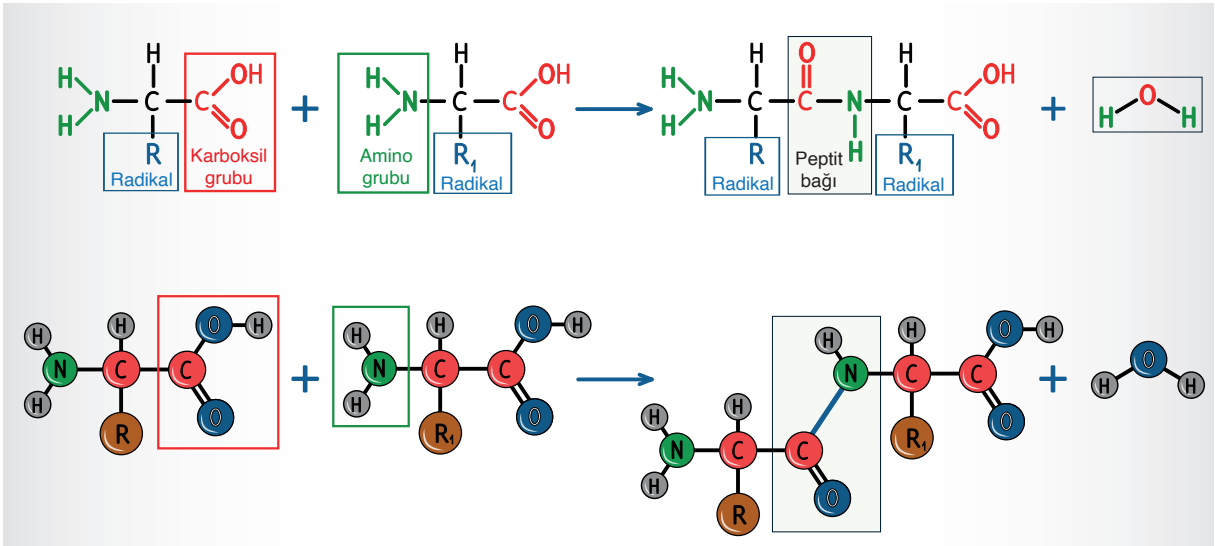 H H H O H H
H OH H OH OH
N C C + N C C N C C N C C + O
H O H O H O H H
R Karboksil Amino R1 R Peptit H R1
Radikal grubu grubu Radikal Radikal bağı Radikal
H H O H H H O H H H O H
N C C + N C C N C C + O
H O H O O H H
R R1 H H R1
N C C
H O
R